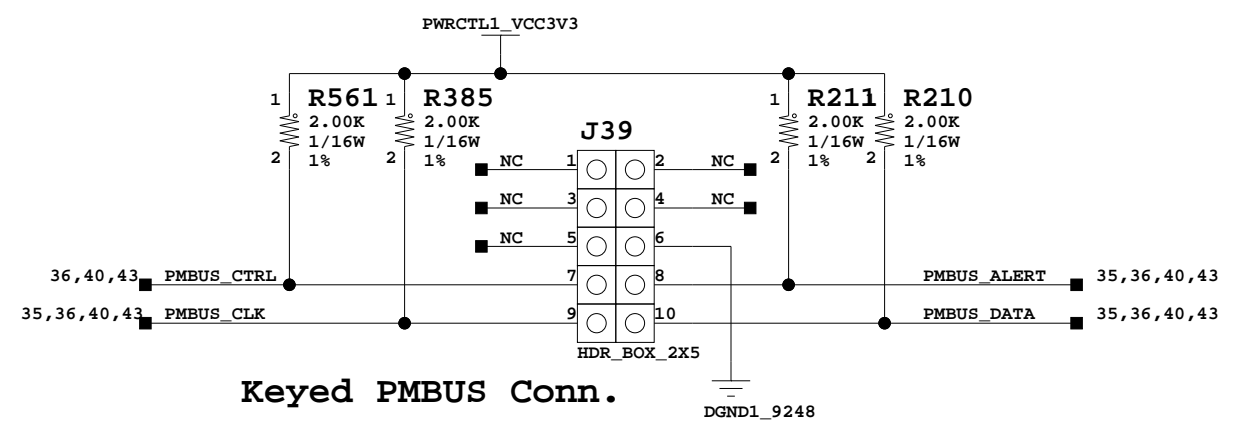 PWRCTL1_VCC3V3
1 R561 1 R385 1 R211 1 R210
2.00K 2.00K 2.00K 2.00K
1/16W 1/16W 1/16W 1/16W
2 1% 2 1% 2 1% 2 1%
J39
NC 1 2 NC
NC 3 4 NC
NC 5 6
36,40,43 PMBUS_CTRL 7 8 PMBUS_ALERT 35,36,40,43
35,36,40,43 PMBUS_CLK 9 10 PMBUS_DATA 35,36,40,43
HDR_BOX_2X5
Keyed PMBUS Conn.
DGND1_9248